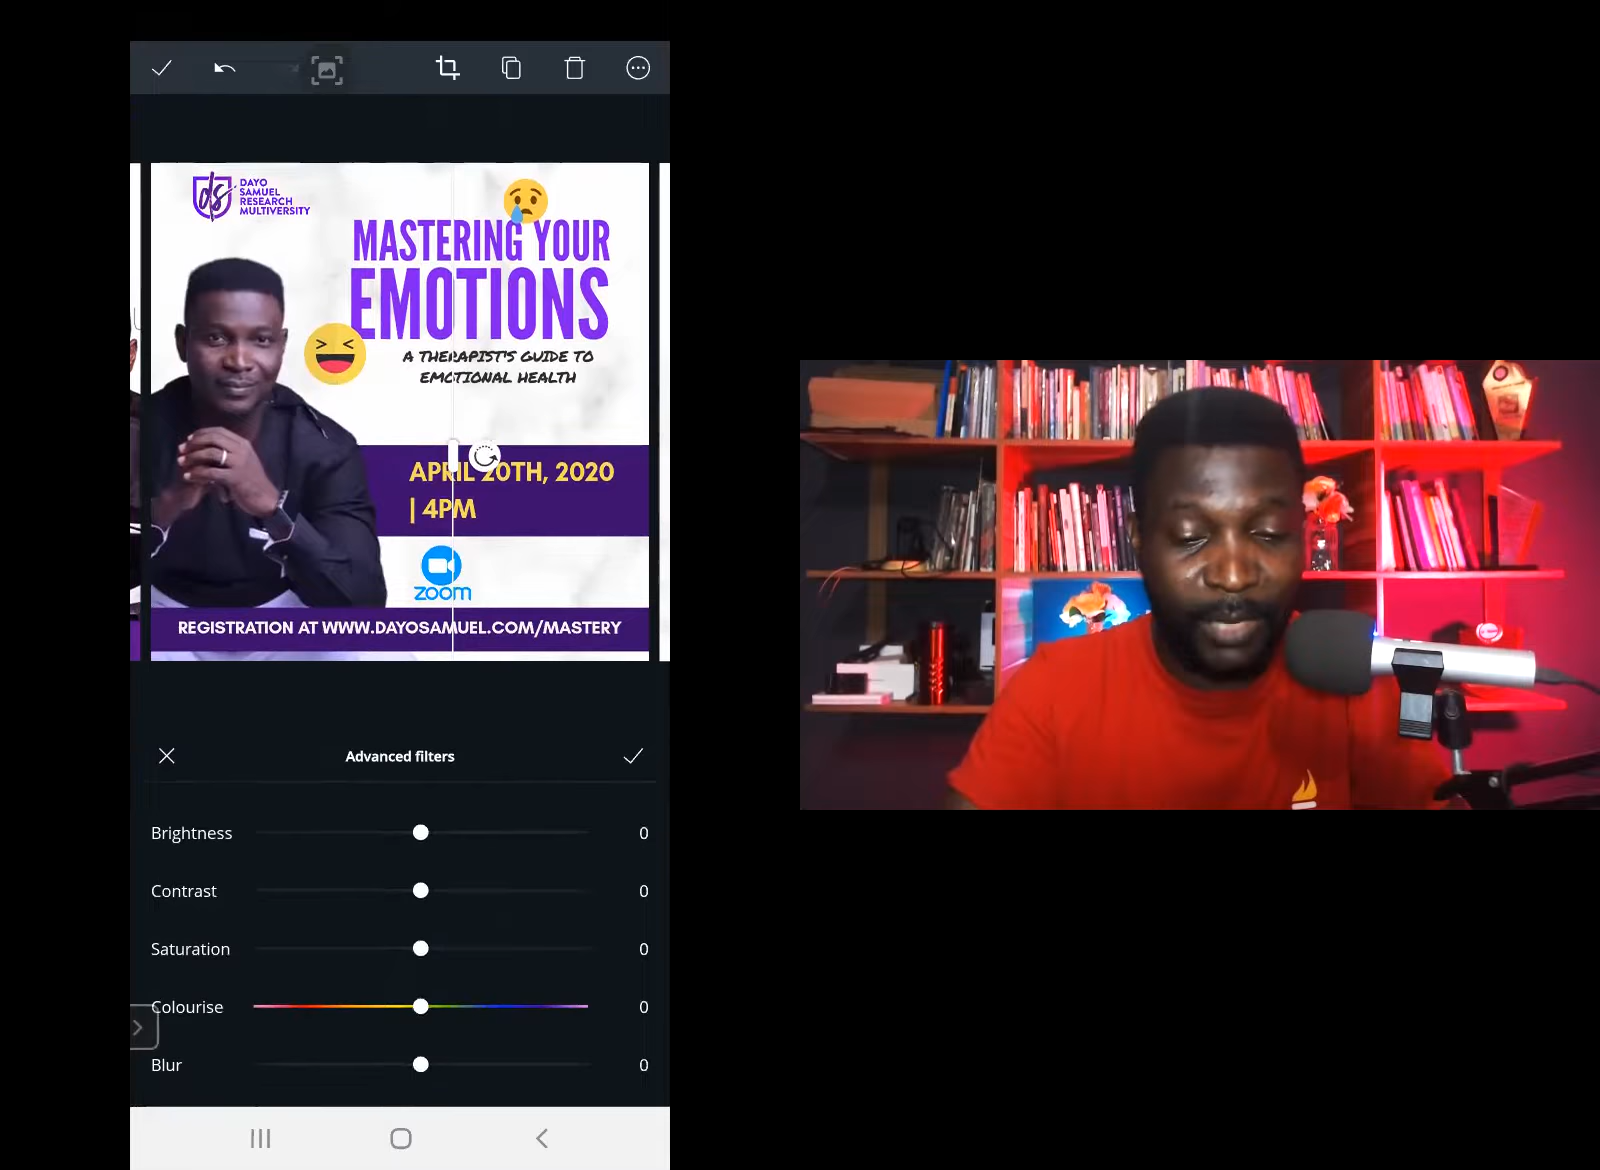 DAYO
SAMUEL
RESEARCH
MULTIVERSITY
MASTERING YOUR
EMOTIONS
A THERAPIST'S GUIDE TO
EMOTIONAL HEALTH
APRIL 20TH, 2020
| 4PM
zoom
REGISTRATION AT WWW.DAYOSAMUEL.COM/MASTERY
Advanced filters
Brightness 0
Contrast 0
Saturation 0
Colourise 0
Blur 0